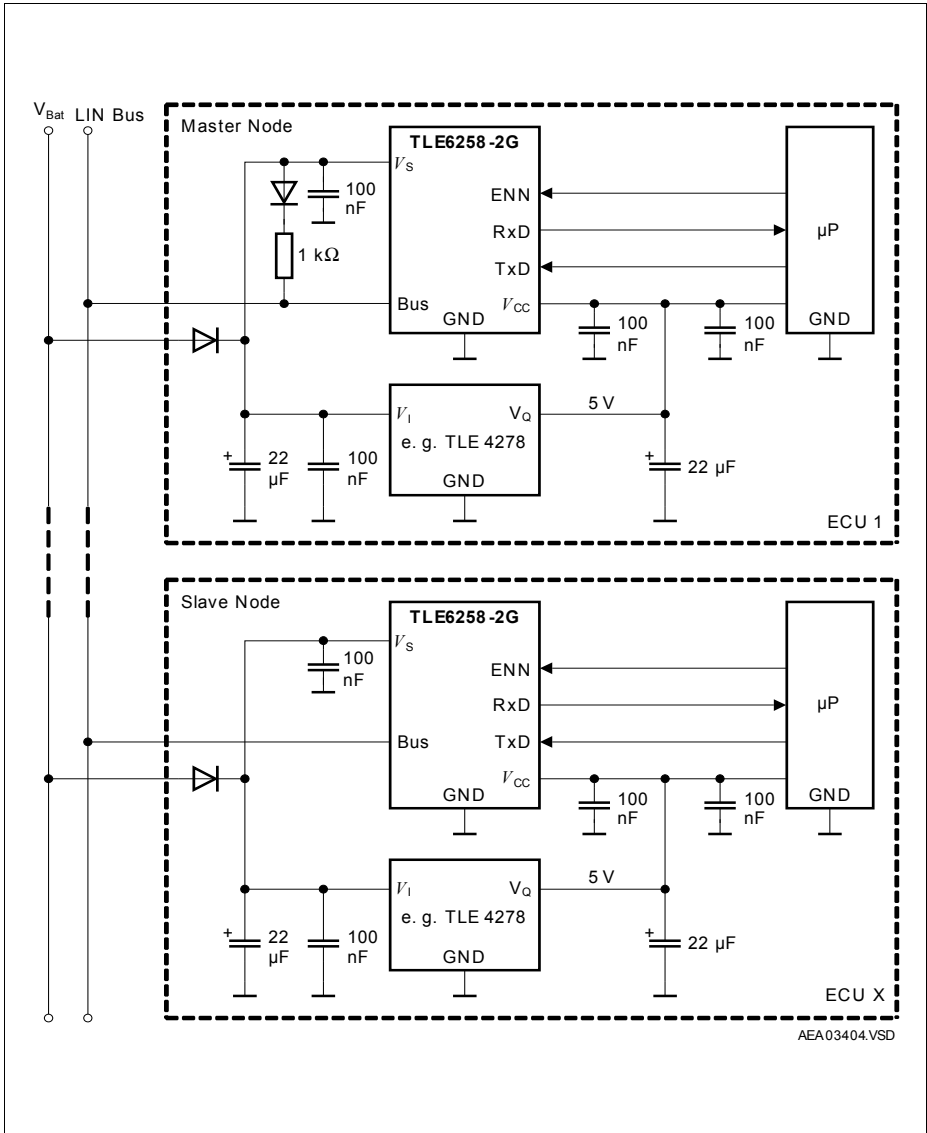 V_Bat LIN Bus
Master Node
TLE6258-2G
V_S
100 nF
1 kΩ
ENN
RxD
TxD
µP
Bus
V_CC
GND
100 nF
100 nF
GND
V_I
V_Q
5 V
e. g. TLE 4278
+ 22 µF
100 nF
GND
+ 22 µF
ECU 1
Slave Node
TLE6258-2G
V_S
100 nF
ENN
RxD
TxD
µP
Bus
V_CC
GND
100 nF
100 nF
GND
V_I
V_Q
5 V
e. g. TLE 4278
+ 22 µF
100 nF
GND
+ 22 µF
ECU X
AEA03404.VSD